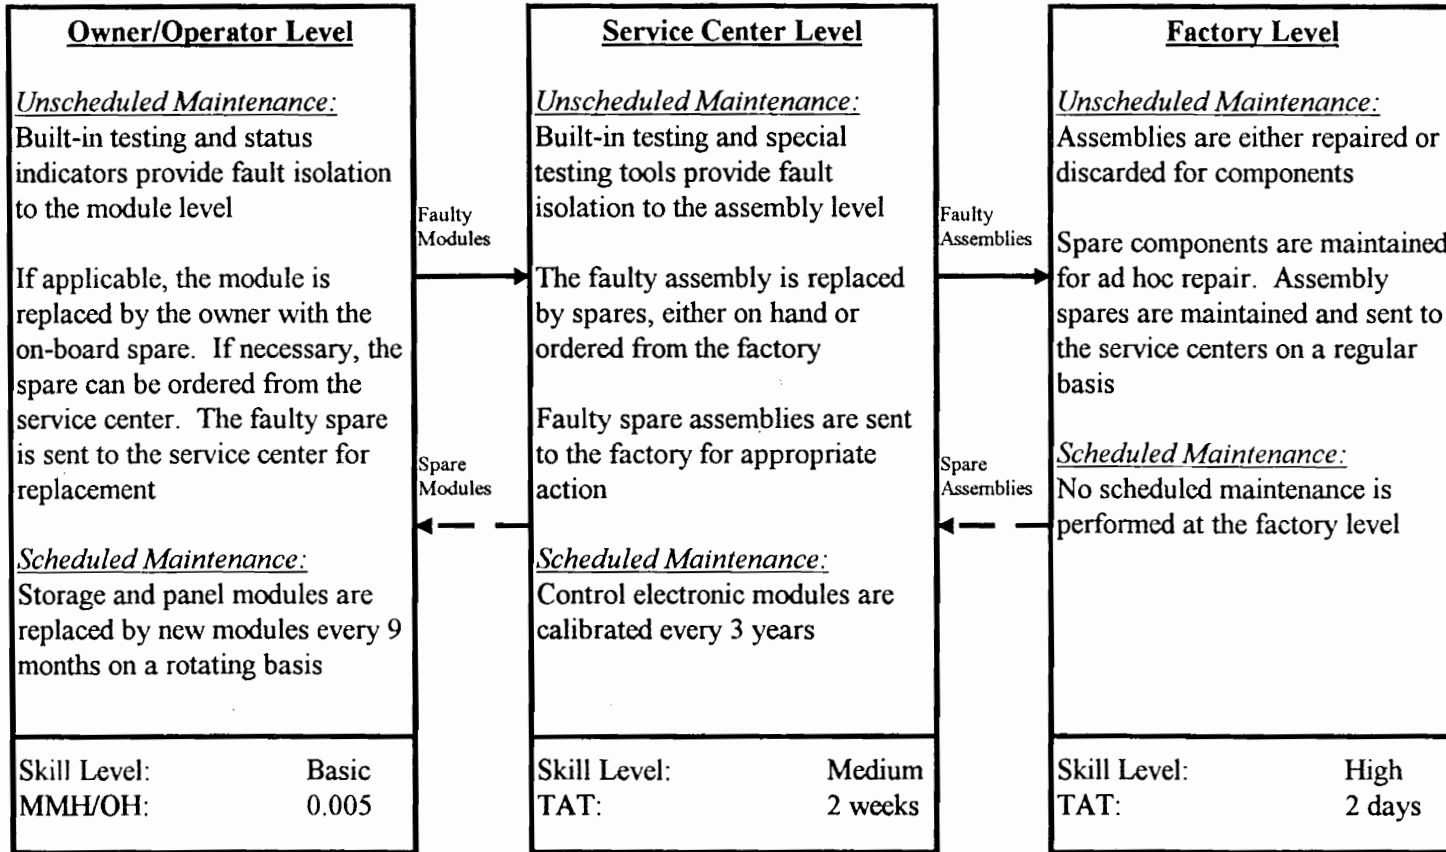 Owner/Operator Level
Unscheduled Maintenance:
Built-in testing and status
indicators provide fault isolation
to the module level
If applicable, the module is
replaced by the owner with the
on-board spare. If necessary, the
spare can be ordered from the
service center. The faulty spare
is sent to the service center for
replacement
Scheduled Maintenance:
Storage and panel modules are
replaced by new modules every 9
months on a rotating basis
Skill Level: Basic
MMH/OH: 0.005
Faulty
Modules
Spare
Modules
Service Center Level
Unscheduled Maintenance:
Built-in testing and special
testing tools provide fault
isolation to the assembly level
The faulty assembly is replaced
by spares, either on hand or
ordered from the factory
Faulty spare assemblies are sent
to the factory for appropriate
action
Scheduled Maintenance:
Control electronic modules are
calibrated every 3 years
Skill Level: Medium
TAT: 2 weeks
Faulty
Assemblies
Spare
Assemblies
Factory Level
Unscheduled Maintenance:
Assemblies are either repaired or
discarded for components
Spare components are maintained
for ad hoc repair. Assembly
spares are maintained and sent to
the service centers on a regular
basis
Scheduled Maintenance:
No scheduled maintenance is
performed at the factory level
Skill Level: High
TAT: 2 days